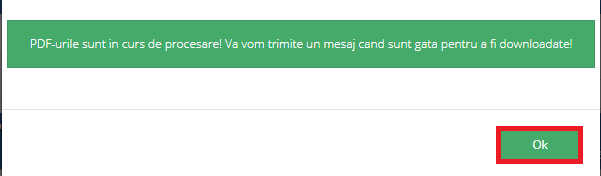 PDF-urile sunt in curs de procesare! Va vom trimite un mesaj cand sunt gata pentru a fi downloadate!
Ok